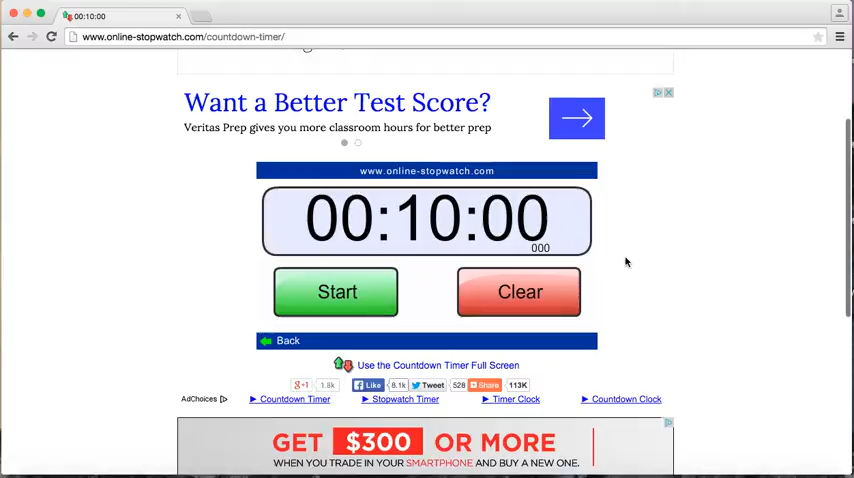 00:10:00
www.online-stopwatch.com/countdown-timer/
Want a Better Test Score?
Veritas Prep gives you more classroom hours for better prep
www.online-stopwatch.com
00:10:00
000
Start Clear
Back
Use the Countdown Timer Full Screen
g+1 1.8k Like 8.1k Tweet 528 Share 113K
AdChoices Countdown Timer Stopwatch Timer Timer Clock Countdown Clock
GET $300 OR MORE
WHEN YOU TRADE IN YOUR SMARTPHONE AND BUY A NEW ONE.